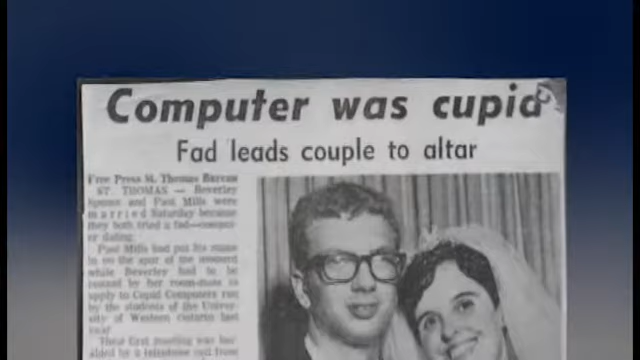 Computer was cupid
Fad leads couple to altar
Free Press St. Thomas Bureau
ST. THOMAS — Beverley
and Paul Mills were
married Saturday because
they both tried a fad—comput-
er dating.
Paul Mills had put his name
in on the spur of the moment
while Beverley had to be
by her room-mate to
apply to Cupid Computers run
by the students of the Univer-
sity of Western Ontario last
year.
Their first meeting was
by a telephone call from